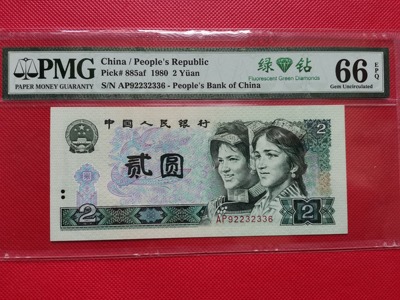 PMG
PAPER MONEY GUARANTY
China / People's Republic
Pick# 885af 1980 2 Yüan
S/N AP92232336 - People's Bank of China
绿 钻
Fluorescent Green Diamonds
66 EPQ
Gem Uncirculated
中国人民银行
2
贰圆
AP92232336
2
2